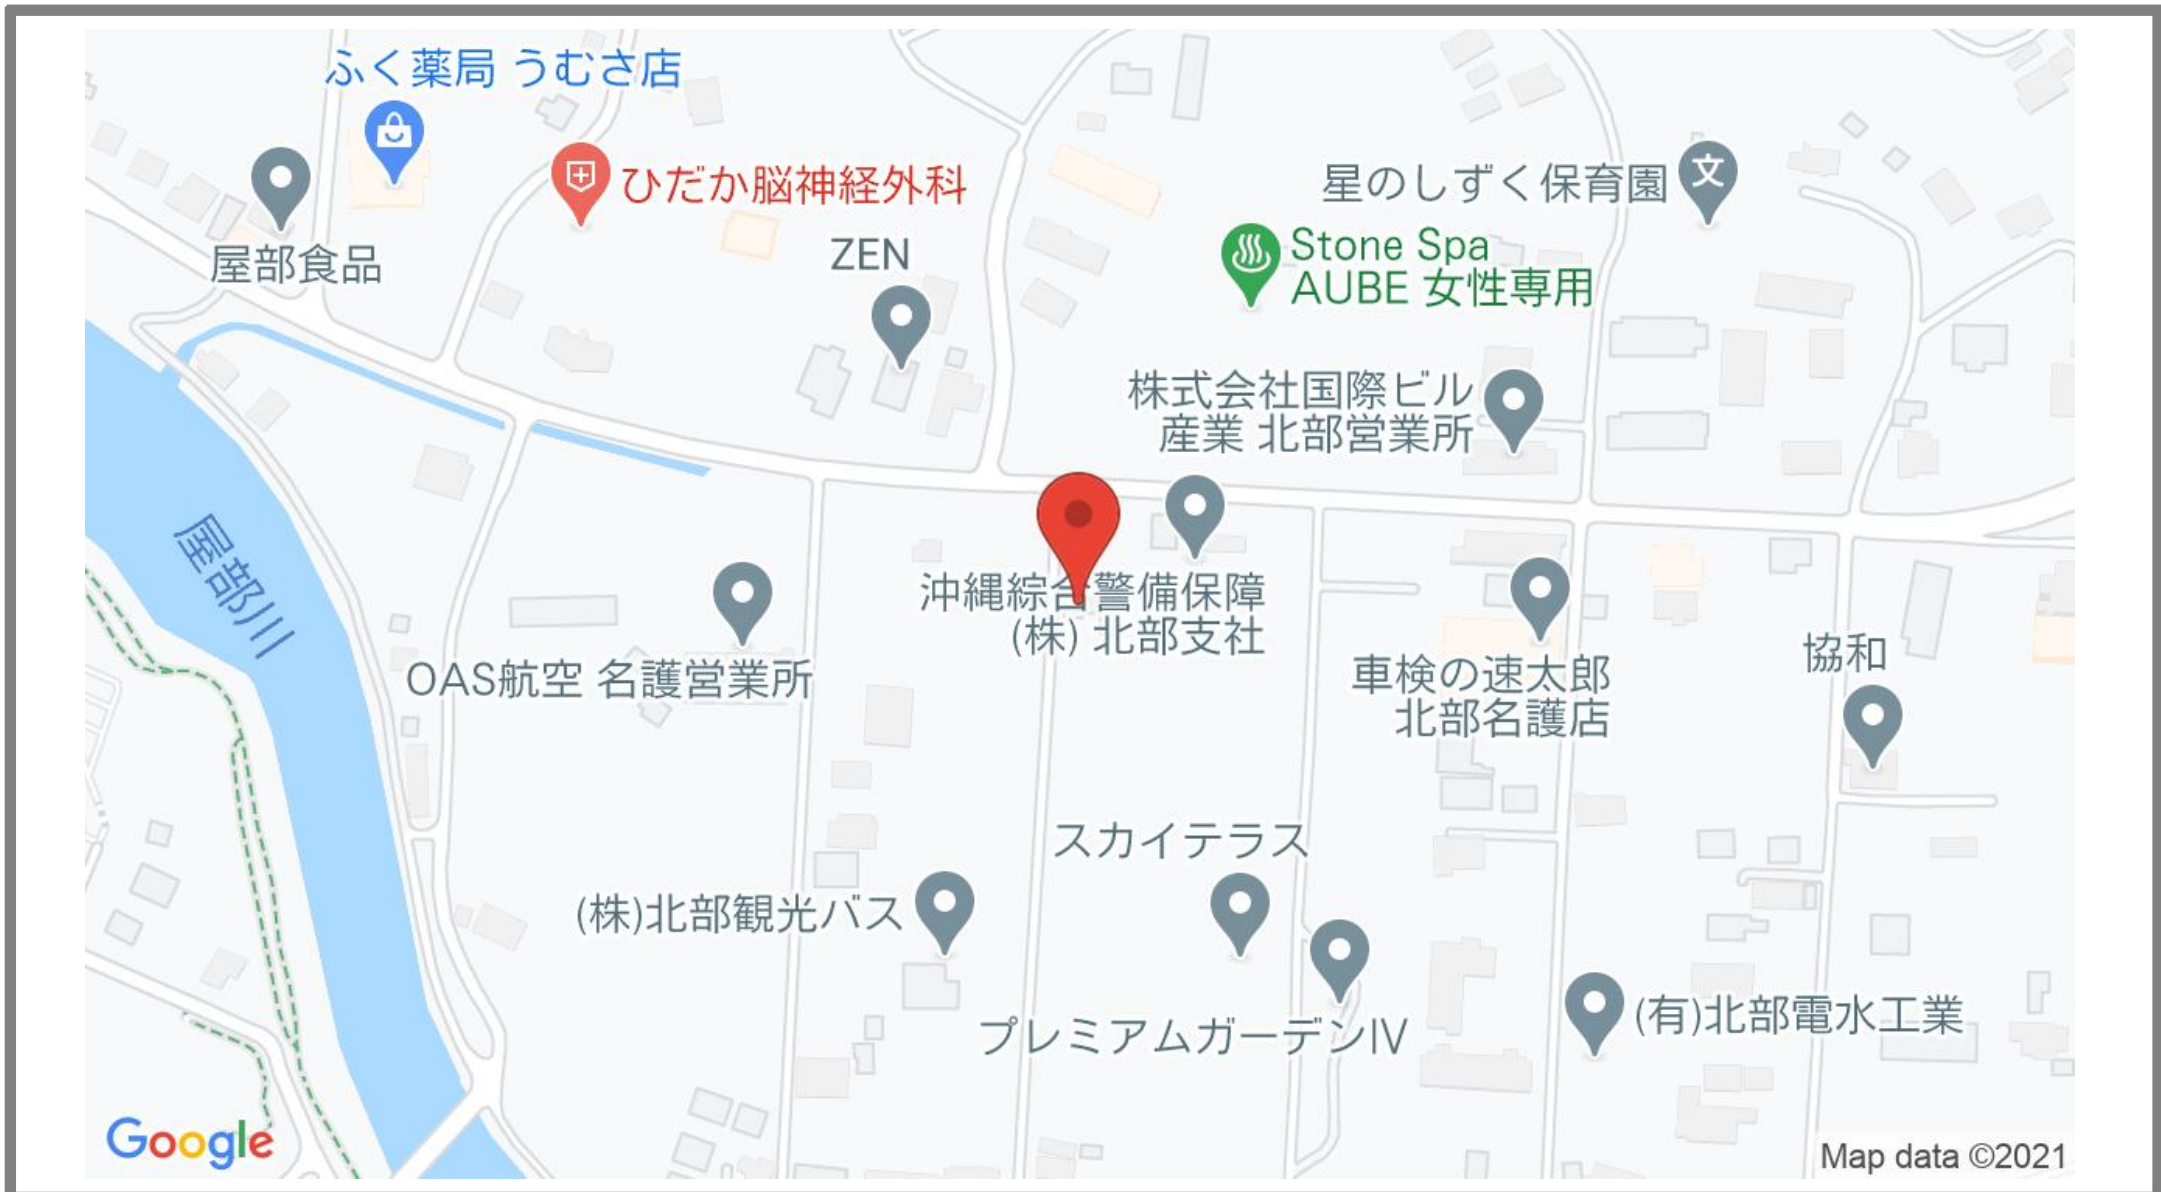 ふく薬局 うむさ店
ひだか脳神経外科
星のしずく保育園
文
屋部食品
ZEN
Stone Spa
AUBE 女性専用
株式会社国際ビル
産業 北部営業所
屋部川
沖縄綜合警備保障
(株) 北部支社
OAS航空 名護営業所
車検の速太郎
北部名護店
協和
スカイテラス
(株)北部観光バス
プレミアムガーデンⅣ
(有)北部電水工業
Google
Map data ©2021